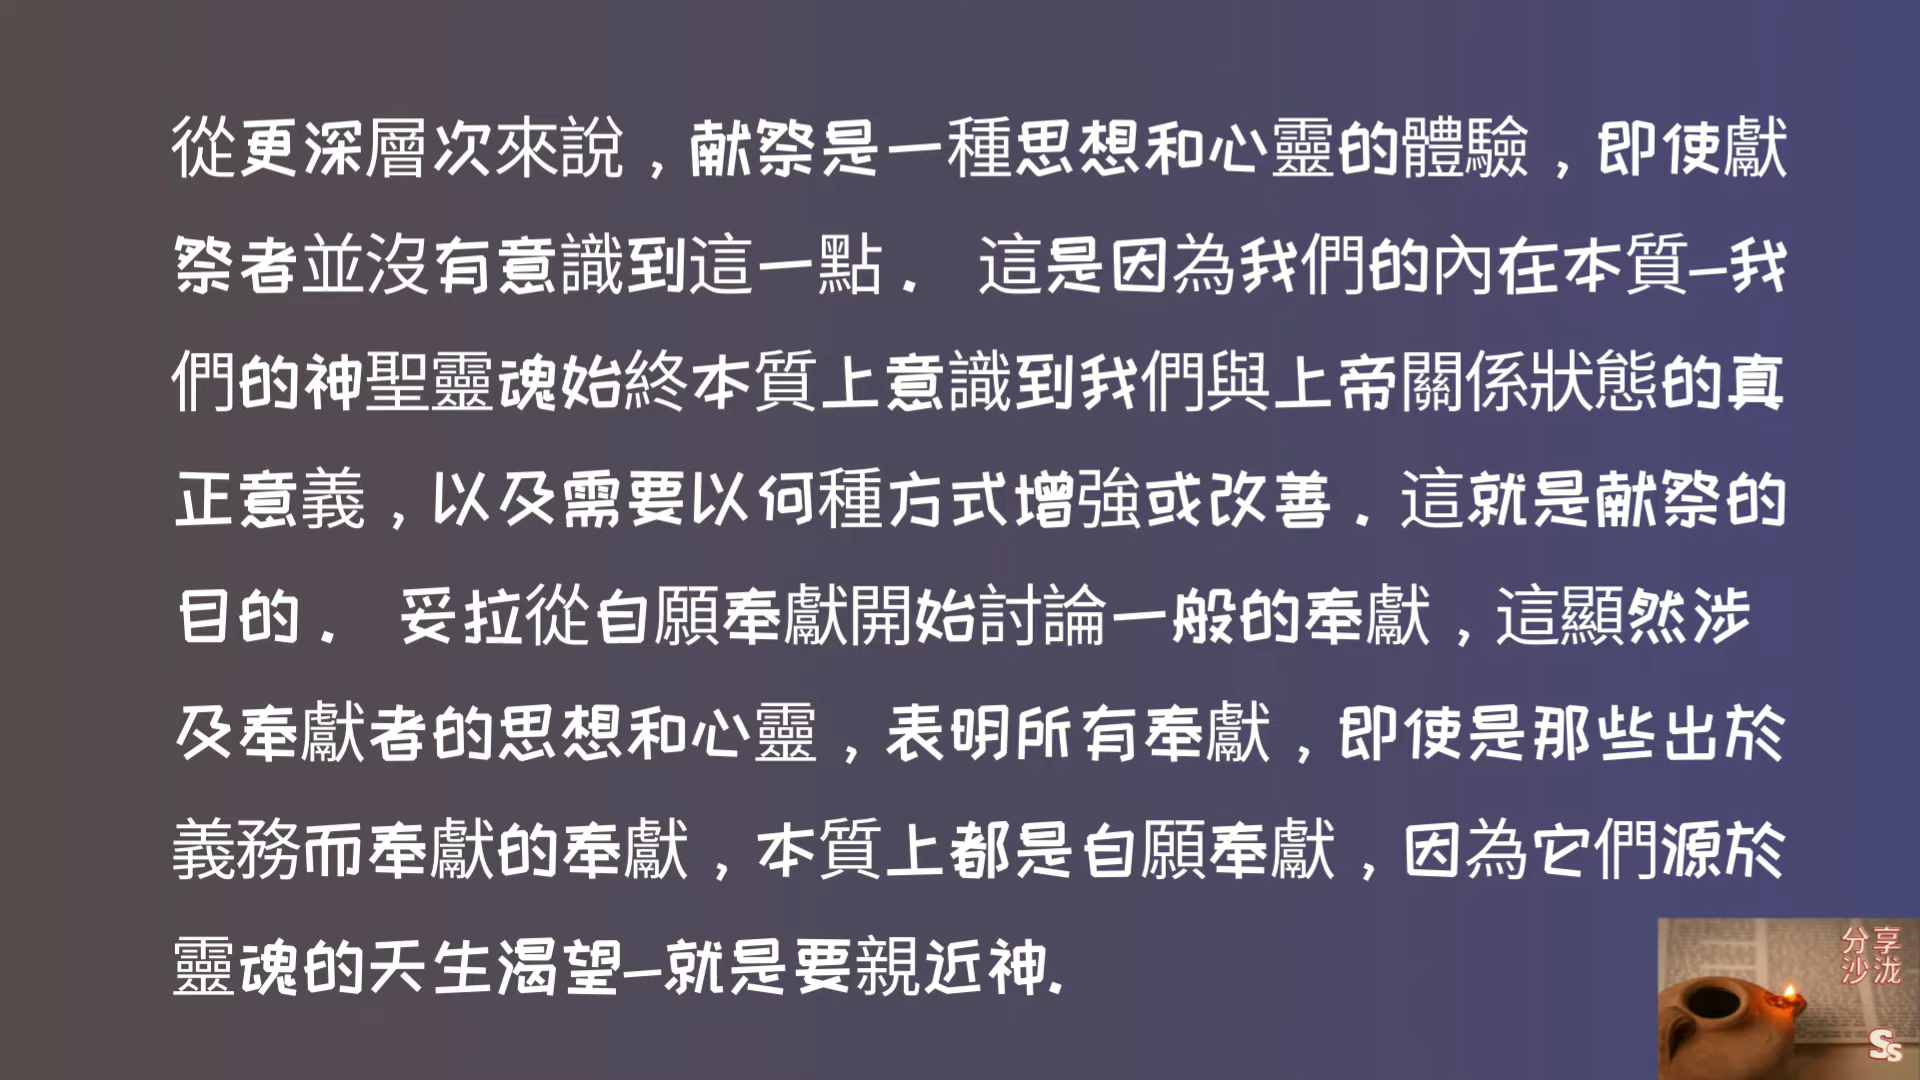 從更深層次來說，献祭是一種思想和心靈的體驗，即使獻
祭者並沒有意識到這一點． 這是因為我們的內在本質—我
們的神聖靈魂始終本質上意識到我們與上帝關係狀態的真
正意義，以及需要以何種方式增強或改善．這就是献祭的
目的． 妥拉從自願奉獻開始討論一般的奉獻，這顯然涉
及奉獻者的思想和心靈，表明所有奉獻，即使是那些出於
義務而奉獻的奉獻，本質上都是自願奉獻，因為它們源於
靈魂的天生渴望—就是要親近神.
分享
沙泷
Ss